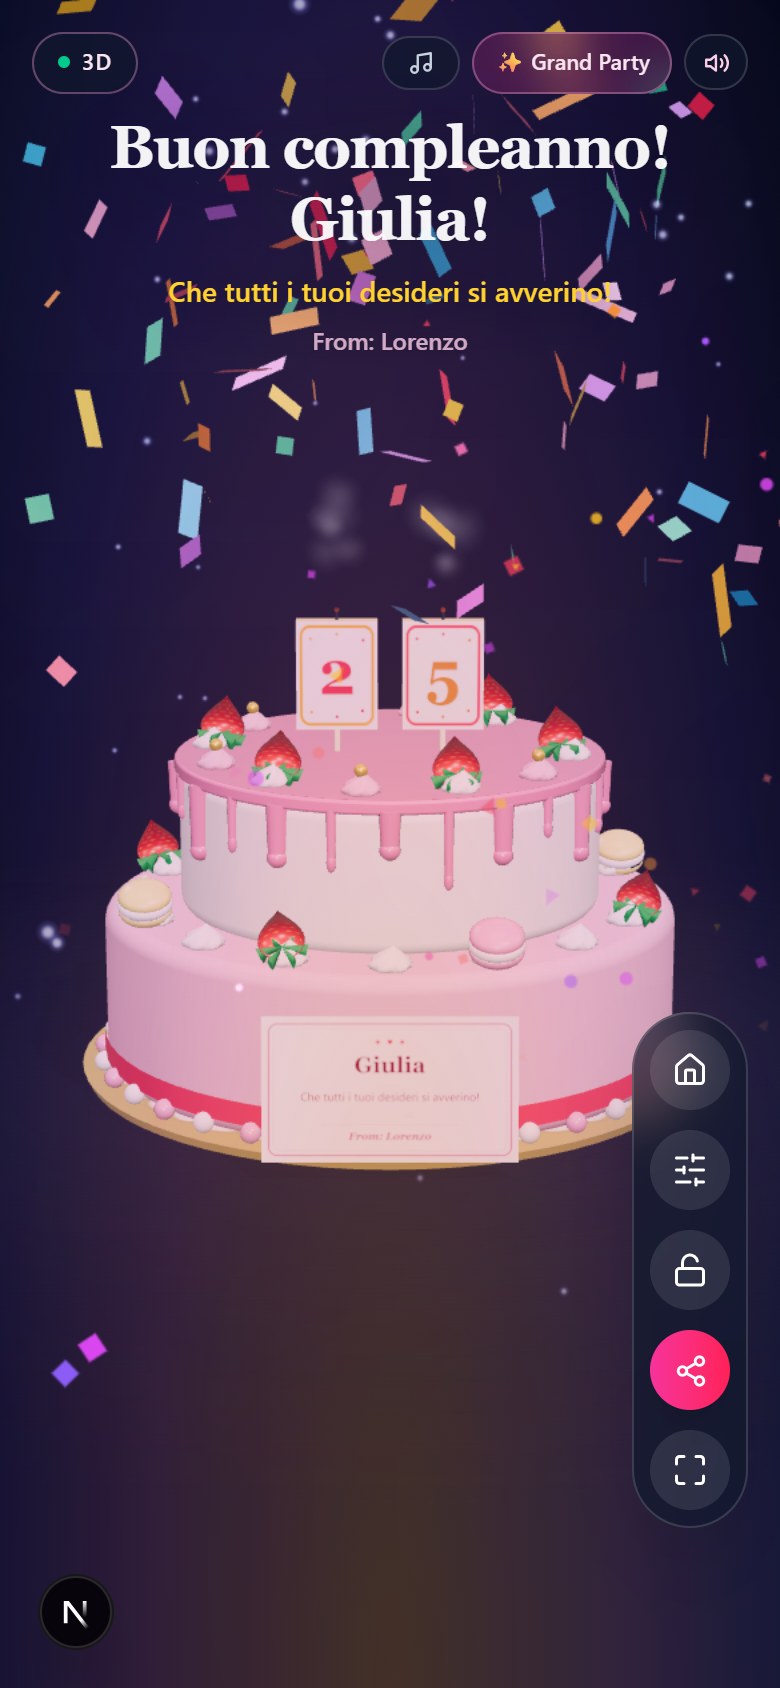 3D
Grand Party
Buon compleanno!
Giulia!
Che tutti i tuoi desideri si avverino!
From: Lorenzo
2 5
Giulia
Che tutti i tuoi desideri si avverino!
From: Lorenzo
N